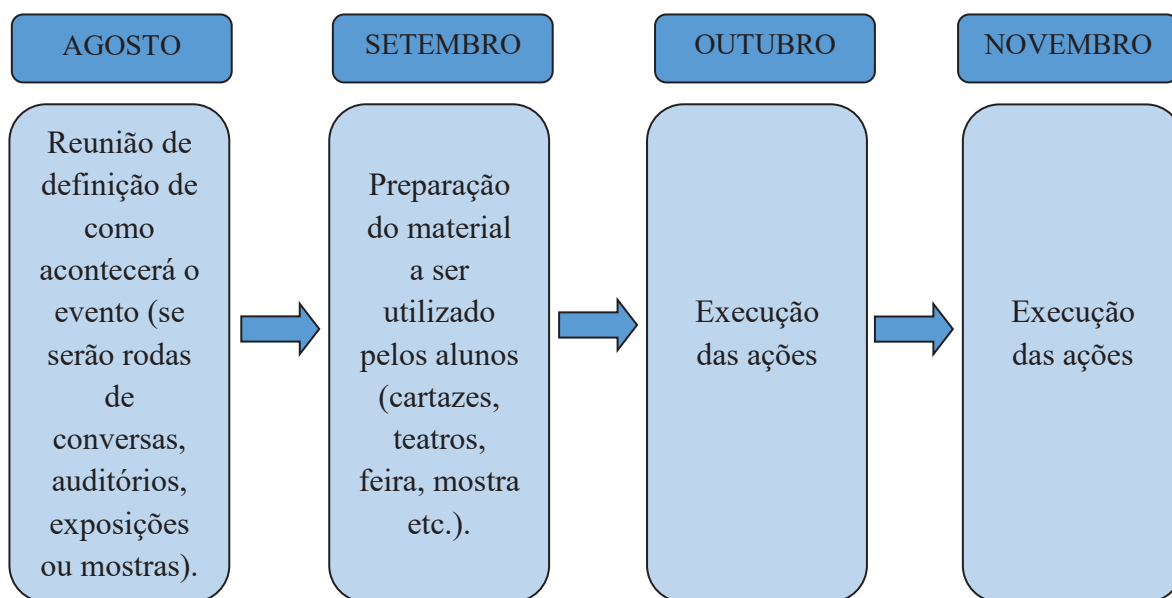 AGOSTO
Reunião de
definição de
como
acontecerá o
evento (se
serão rodas
de
conversas,
auditórios,
exposições
ou mostras).
SETEMBRO
Preparação
do material
a ser
utilizado
pelos alunos
(cartazes,
teatros,
feira, mostra
etc.).
OUTUBRO
Execução
das ações
NOVEMBRO
Execução
das ações